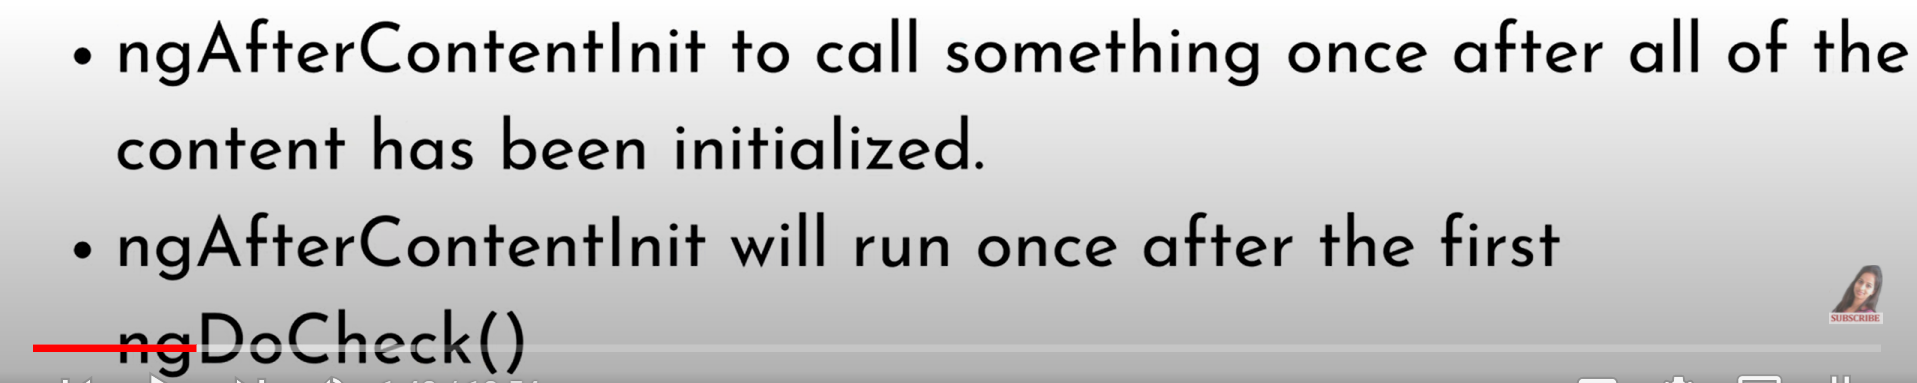 • ngAfterContentInit to call something once after all of the
content has been initialized.
• ngAfterContentInit will run once after the first
ngDoCheck()
SUBSCRIBE